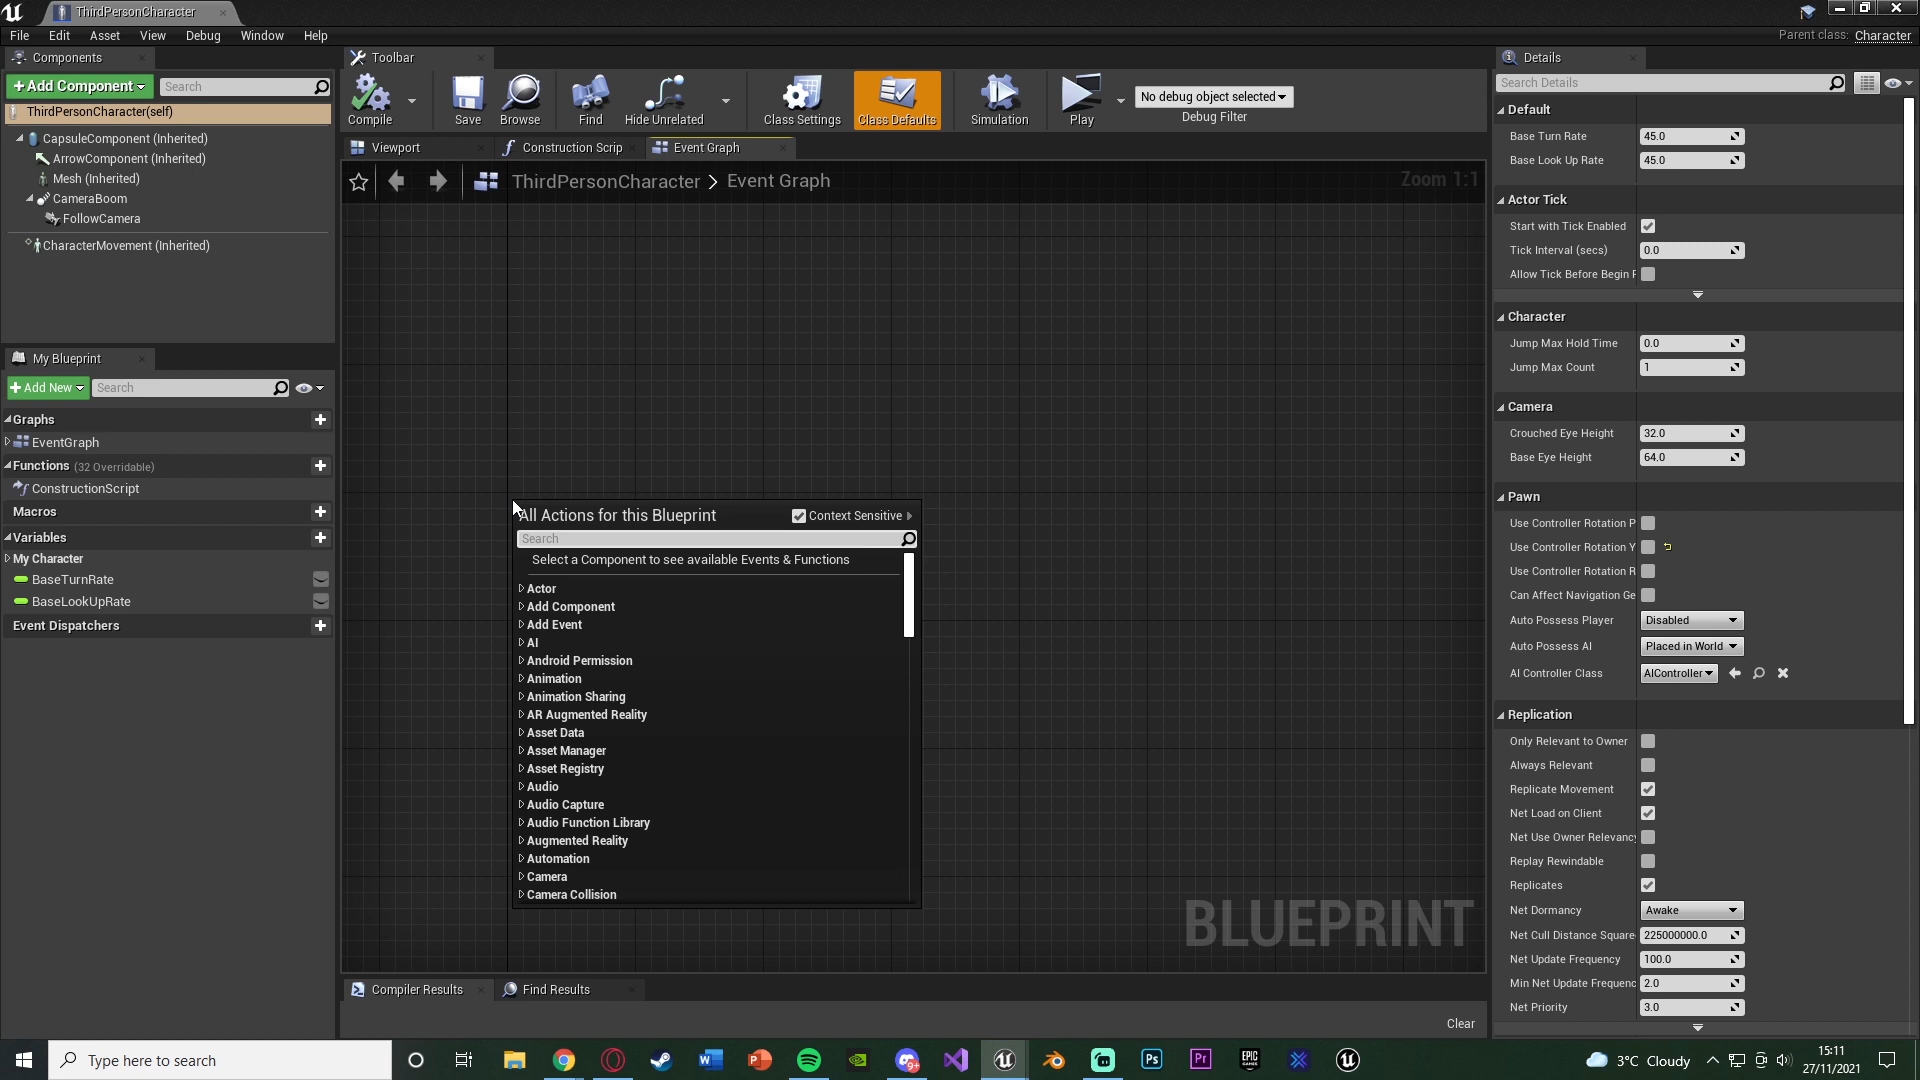 ThirdPersonCharacter
File Edit Asset View Debug Window Help
Parent class: Character
Components
+Add Component
Search
ThirdPersonCharacter(self)
CapsuleComponent (Inherited)
ArrowComponent (Inherited)
Mesh (Inherited)
CameraBoom
FollowCamera
CharacterMovement (Inherited)
My Blueprint
+Add New
Search
Graphs
EventGraph
Functions (32 Overridable)
ConstructionScript
Macros
Variables
My Character
BaseTurnRate
BaseLookUpRate
Event Dispatchers
Toolbar
Compile
Save
Browse
Find
Hide Unrelated
Class Settings
Class Defaults
Simulation
Play
No debug object selected
Debug Filter
Viewport
Construction Scrip
Event Graph
ThirdPersonCharacter > Event Graph
Zoom 1:1
All Actions for this Blueprint
Context Sensitive
Search
Select a Component to see available Events & Functions
Actor
Add Component
Add Event
AI
Android Permission
Animation
Animation Sharing
AR Augmented Reality
Asset Data
Asset Manager
Asset Registry
Audio
Audio Capture
Audio Function Library
Augmented Reality
Automation
Camera
Camera Collision
BLUEPRINT
Compiler Results
Find Results
Clear
Details
Search Details
Default
Base Turn Rate 45.0
Base Look Up Rate 45.0
Actor Tick
Start with Tick Enabled
Tick Interval (secs) 0.0
Allow Tick Before Begin P
Character
Jump Max Hold Time 0.0
Jump Max Count 1
Camera
Crouched Eye Height 32.0
Base Eye Height 64.0
Pawn
Use Controller Rotation P
Use Controller Rotation Y
Use Controller Rotation R
Can Affect Navigation Ge
Auto Possess Player Disabled
Auto Possess AI Placed in World
AI Controller Class AIController
Replication
Only Relevant to Owner
Always Relevant
Replicate Movement
Net Load on Client
Net Use Owner Relevancy
Replay Rewindable
Replicates
Net Dormancy Awake
Net Cull Distance Square 225000000.0
Net Update Frequency 100.0
Min Net Update Frequenc 2.0
Net Priority 3.0
Type here to search
9+
Ps
Pr
EPIC GAMES
3°C Cloudy
15:11
27/11/2021